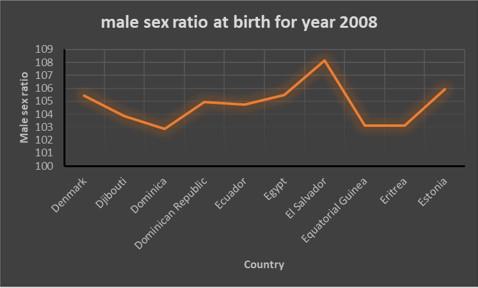 male sex ratio at birth for year 2008
Male sex ratio
109
108
107
106
105
104
103
102
101
100
Denmark
Djibouti
Dominica
Dominican Republic
Ecuador
Egypt
El Salvador
Equatorial Guinea
Eritrea
Estonia
Country